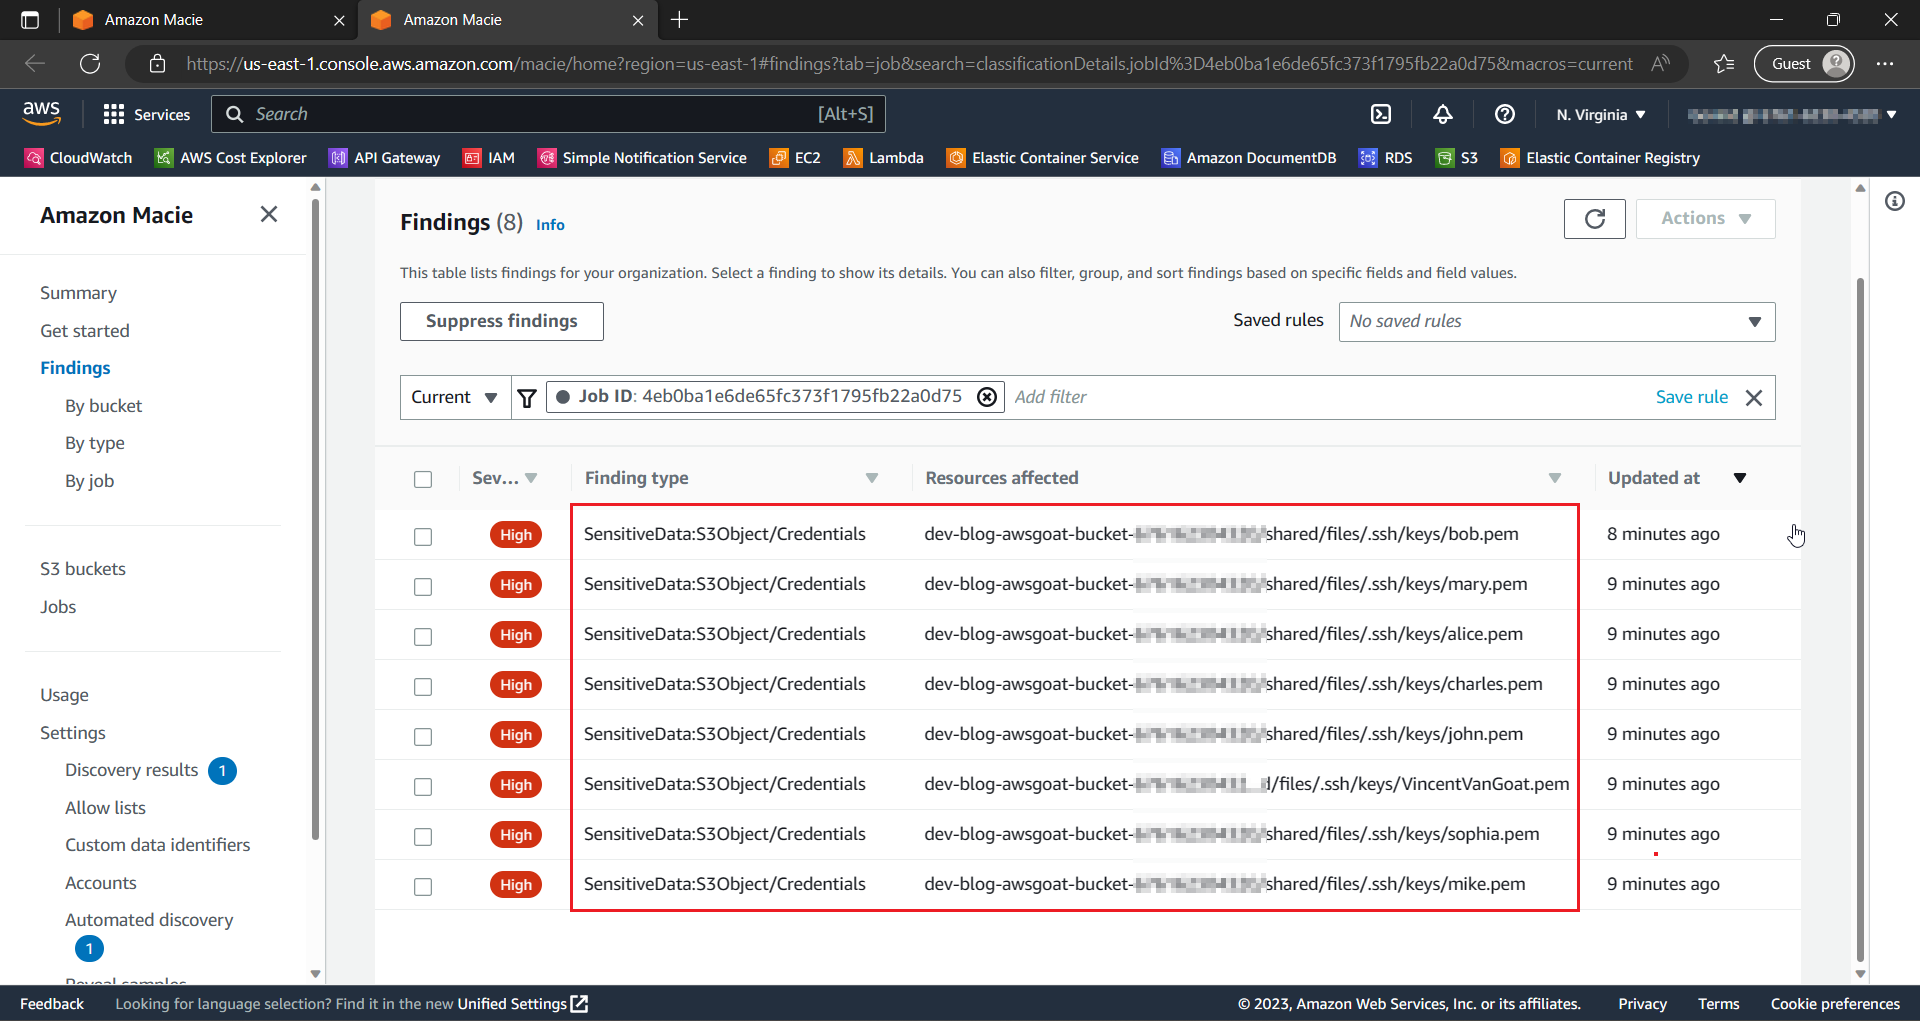 Amazon Macie
Amazon Macie
https://us-east-1.console.aws.amazon.com/macie/home?region=us-east-1#findings?tab=job&search=classificationDetails.jobId%3D4eb0ba1e6de65fc373f1795fb22a0d75&macros=current
Guest
aws
Services
Search
[Alt+S]
N. Virginia
CloudWatch
AWS Cost Explorer
API Gateway
IAM
Simple Notification Service
EC2
Lambda
Elastic Container Service
Amazon DocumentDB
RDS
S3
Elastic Container Registry
Amazon Macie
Summary
Get started
Findings
By bucket
By type
By job
S3 buckets
Jobs
Usage
Settings
Discovery results 1
Allow lists
Custom data identifiers
Accounts
Automated discovery
1
Reveal samples
Findings (8) Info
Actions
This table lists findings for your organization. Select a finding to show its details. You can also filter, group, and sort findings based on specific fields and field values.
Suppress findings
Saved rules
No saved rules
Current
Job ID: 4eb0ba1e6de65fc373f1795fb22a0d75
Add filter
Save rule
Sev... Finding type Resources affected Updated at
High SensitiveData:S3Object/Credentials dev-blog-awsgoat-bucket- shared/files/.ssh/keys/bob.pem 8 minutes ago
High SensitiveData:S3Object/Credentials dev-blog-awsgoat-bucket- shared/files/.ssh/keys/mary.pem 9 minutes ago
High SensitiveData:S3Object/Credentials dev-blog-awsgoat-bucket- shared/files/.ssh/keys/alice.pem 9 minutes ago
High SensitiveData:S3Object/Credentials dev-blog-awsgoat-bucket- shared/files/.ssh/keys/charles.pem 9 minutes ago
High SensitiveData:S3Object/Credentials dev-blog-awsgoat-bucket- shared/files/.ssh/keys/john.pem 9 minutes ago
High SensitiveData:S3Object/Credentials dev-blog-awsgoat-bucket- ...d/files/.ssh/keys/VincentVanGoat.pem 9 minutes ago
High SensitiveData:S3Object/Credentials dev-blog-awsgoat-bucket- shared/files/.ssh/keys/sophia.pem 9 minutes ago
High SensitiveData:S3Object/Credentials dev-blog-awsgoat-bucket- shared/files/.ssh/keys/mike.pem 9 minutes ago
Feedback
Looking for language selection? Find it in the new Unified Settings
© 2023, Amazon Web Services, Inc. or its affiliates.
Privacy
Terms
Cookie preferences